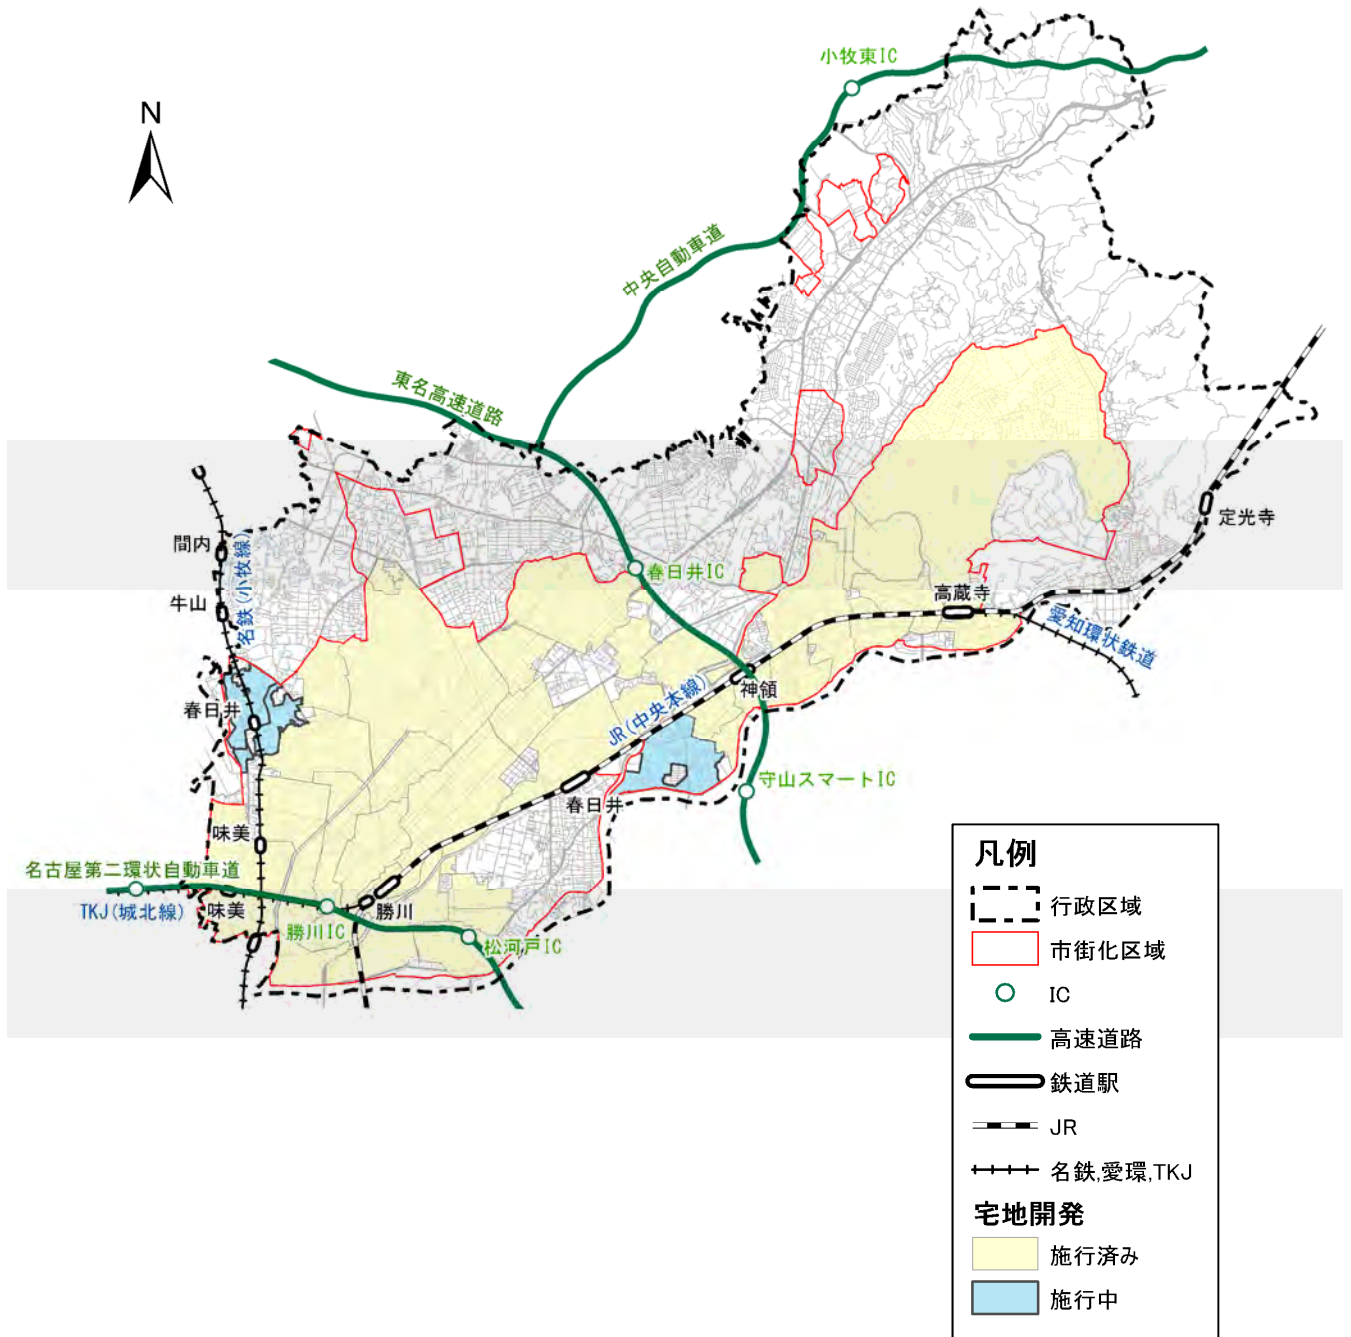 小牧東IC
N
中央自動車道
東名高速道路
定光寺
間内
名鉄(小牧線)
春日井IC
高蔵寺
牛山
愛知環状鉄道
神領
春日井
JR(中央本線)
守山スマートIC
春日井
味美
名古屋第二環状自動車道
TKJ(城北線)
味美
勝川
勝川IC
松河戸IC
凡例
行政区域
市街化区域
IC
高速道路
鉄道駅
JR
名鉄,愛環,TKJ
宅地開発
施行済み
施行中